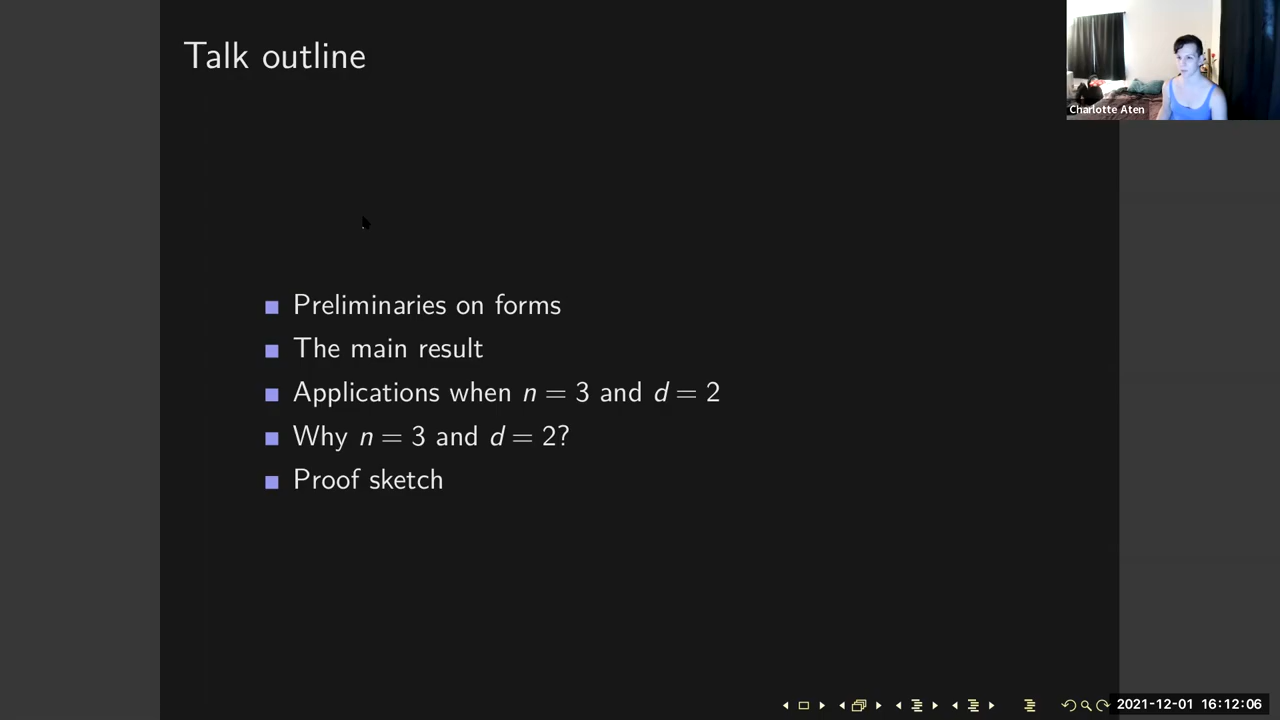 Talk outline
Charlotte Aten
Preliminaries on forms
The main result
Applications when n = 3 and d = 2
Why n = 3 and d = 2?
Proof sketch
2021-12-01 16:12:06